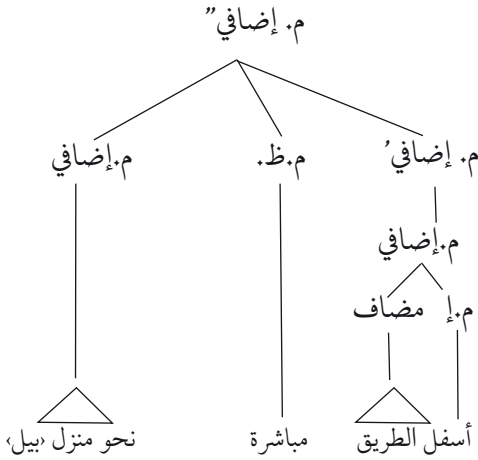 م. إضافي”
م. إضافي’ م.ظ. م.إضافي
م.إضافي
م.إ مضاف
أسفل الطريق مباشرة نحو منزل ‹بيل›